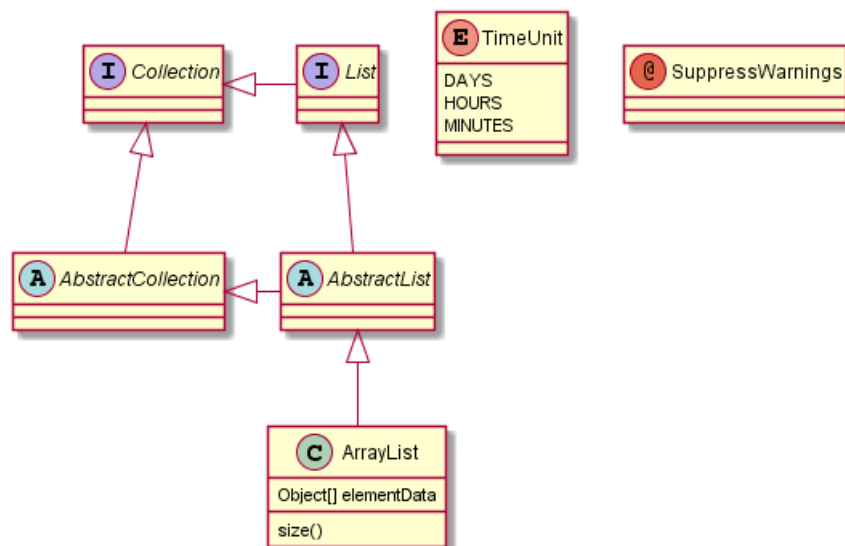 I Collection
I List
E TimeUnit
DAYS
HOURS
MINUTES
@ SuppressWarnings
A AbstractCollection
A AbstractList
C ArrayList
Object[] elementData
size()